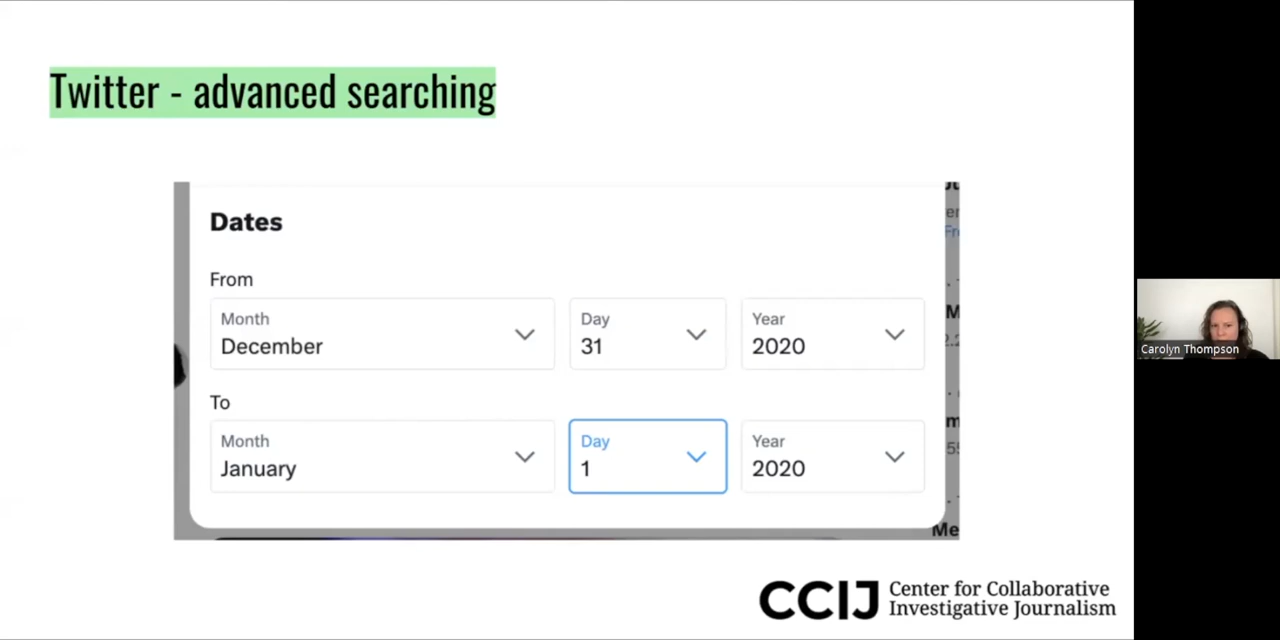 Twitter - advanced searching
Dates
From
Month
December
Day
31
Year
2020
To
Month
January
Day
1
Year
2020
Me
CCIJ
Center for Collaborative
Investigative Journalism
Carolyn Thompson